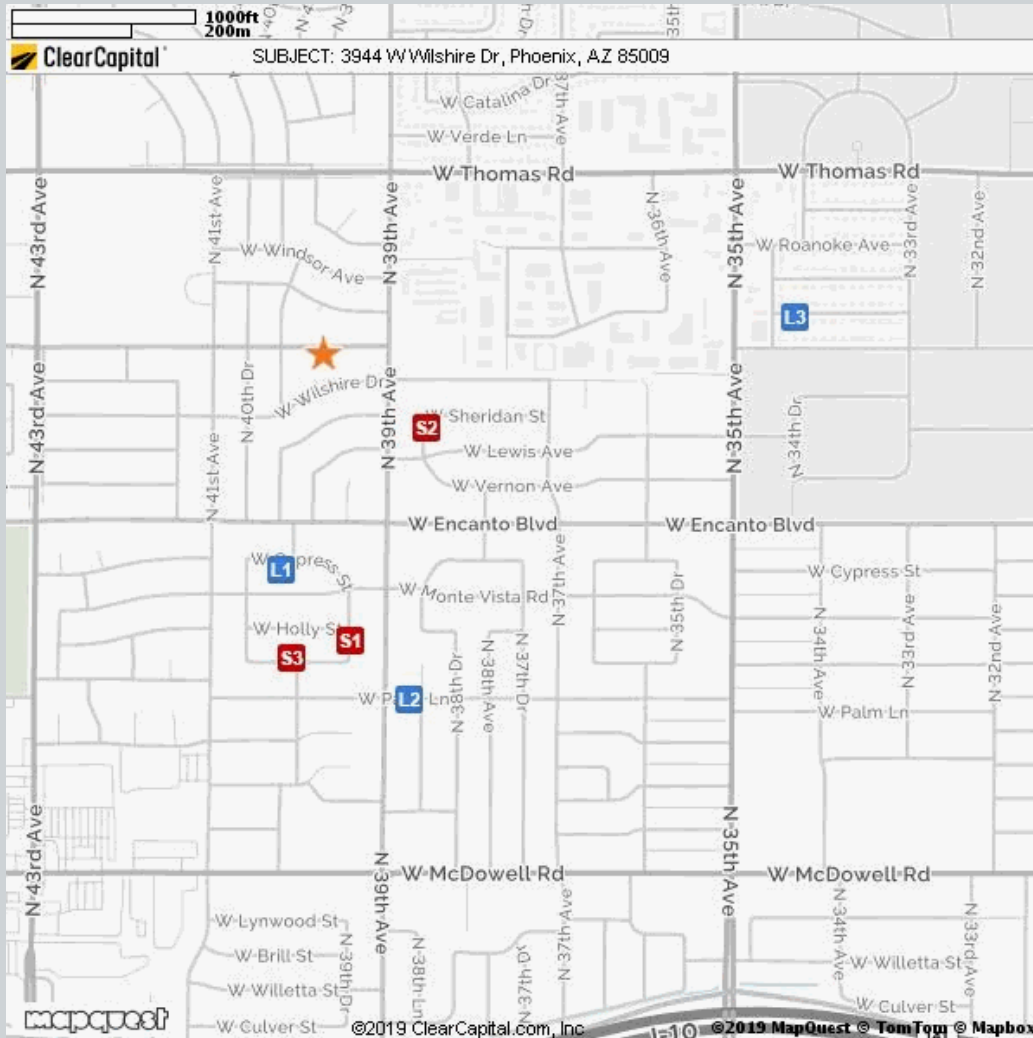 1000ft
200m
ClearCapital
SUBJECT: 3944 W Wilshire Dr, Phoenix, AZ 85009
35th
W Catalina Dr
37th Ave
W Verde Ln
W Thomas Rd
W Thomas Rd
N 43rd Ave
N 41st Ave
N 39th Ave
N 36th Ave
N 35th Ave
N 33rd Ave
N 32nd Ave
W Windsor Ave
W Roanoke Ave
L3
N 43rd Ave
N 40th Dr
W Wilshire Dr
N 39th Ave
N 35th Ave
N 34th Dr
S2
W Sheridan St
W Lewis Ave
N 41st Ave
W Vernon Ave
W Encanto Blvd
W Encanto Blvd
W Cypress St
L1
W Cypress St
N 37th Ave
N 35th Dr
W Monte Vista Rd
N 34th Ave
N 33rd Ave
N 32nd Ave
W Holly St
S1
S3
N 38th Dr
N 38th Ave
N 37th Dr
W Palm Ln
L2
W Palm Ln
N 43rd Ave
N 35th Ave
W McDowell Rd
W McDowell Rd
N 39th Ave
W Lynwood St
N 39th Dr
N 38th Ln
N 37th Dr
N 37th Ave
N 34th Ave
N 33rd Ave
W Brill St
W Willetta St
W Willetta St
W Culver St
W Culver St
mapquest
©2019 ClearCapital.com, Inc
I-10
©2019 MapQuest © TomTom © Mapbox